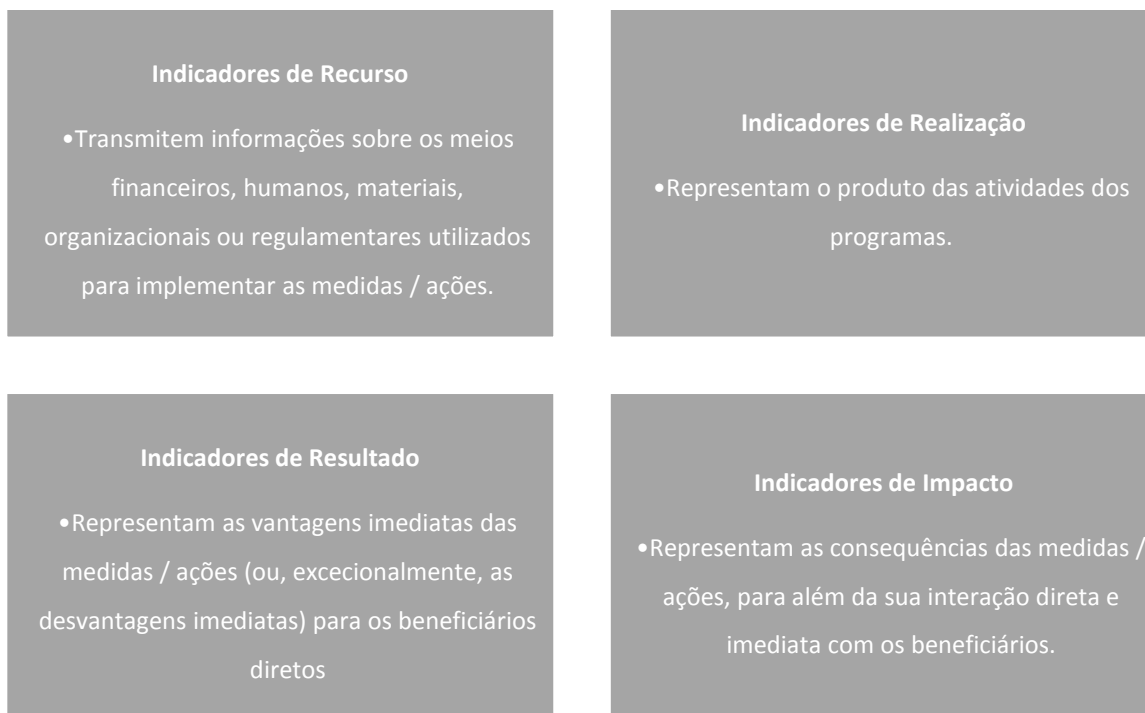 Indicadores de Recurso
•Transmitem informações sobre os meios
financeiros, humanos, materiais,
organizacionais ou regulamentares utilizados
para implementar as medidas / ações.
Indicadores de Realização
•Representam o produto das atividades dos
programas.
Indicadores de Resultado
•Representam as vantagens imediatas das
medidas / ações (ou, excecionalmente, as
desvantagens imediatas) para os beneficiários
diretos
Indicadores de Impacto
•Representam as consequências das medidas /
ações, para além da sua interação direta e
imediata com os beneficiários.